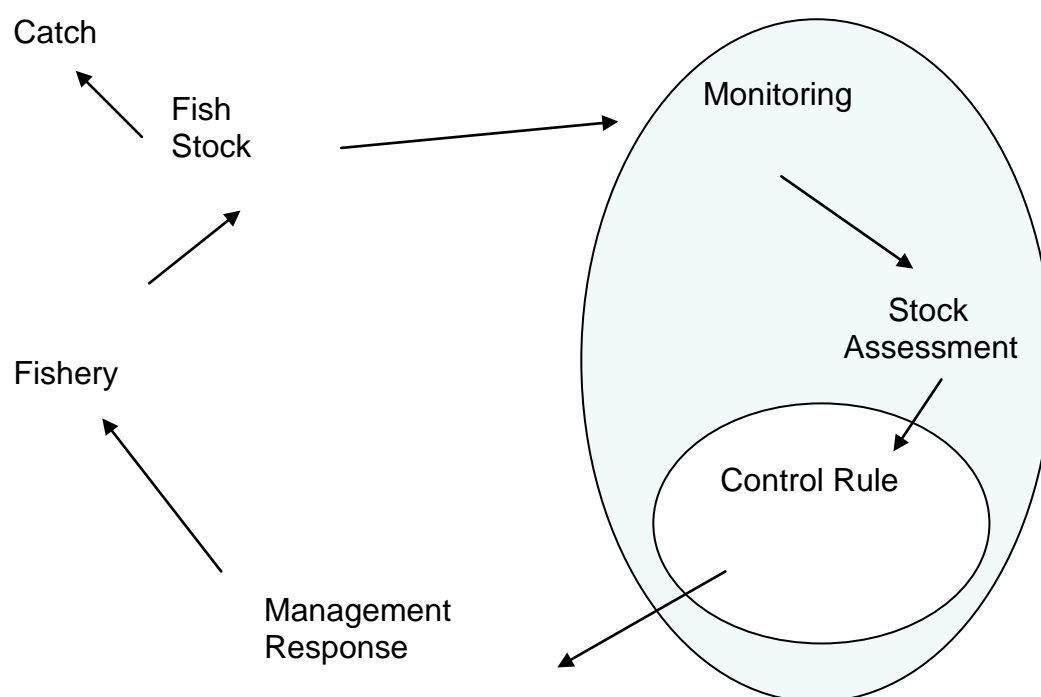 Catch
Fish
Stock
Monitoring
Stock
Assessment
Fishery
Control Rule
Management
Response